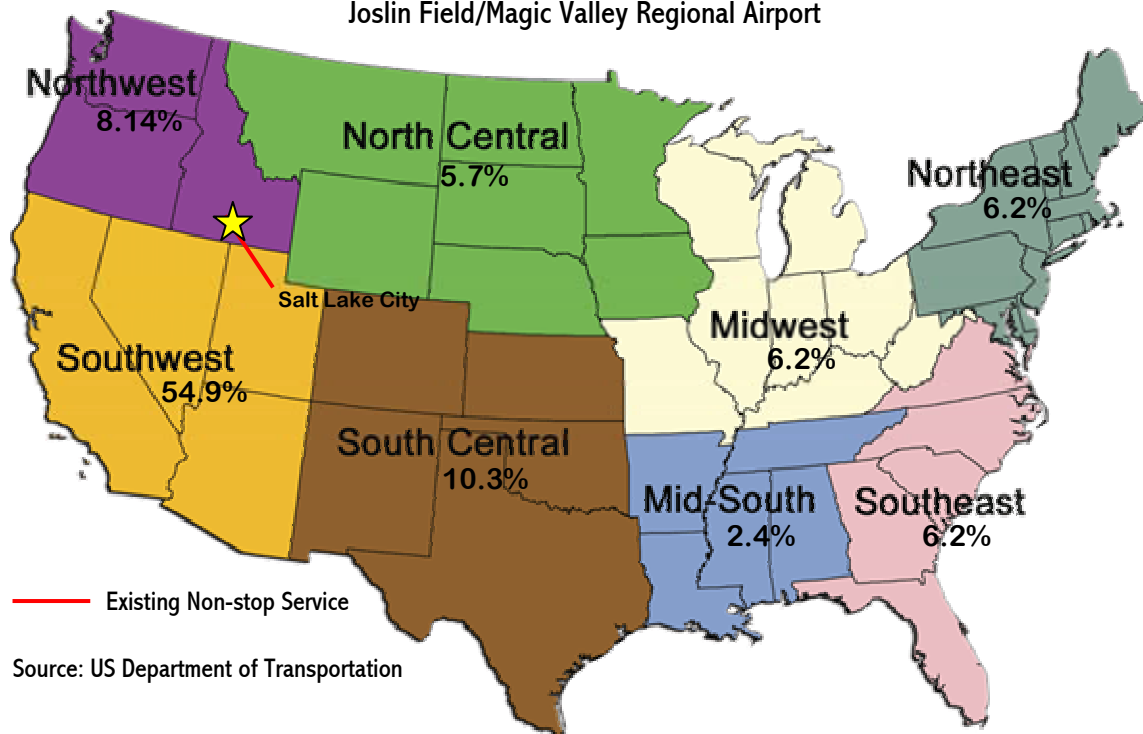 Joslin Field/Magic Valley Regional Airport
Northwest
8.14%
North Central
5.7%
Northeast
6.2%
Salt Lake City
Midwest
6.2%
Southwest
54.9%
South Central
10.3%
Mid-South
2.4%
Southeast
6.2%
Existing Non-stop Service
Source: US Department of Transportation